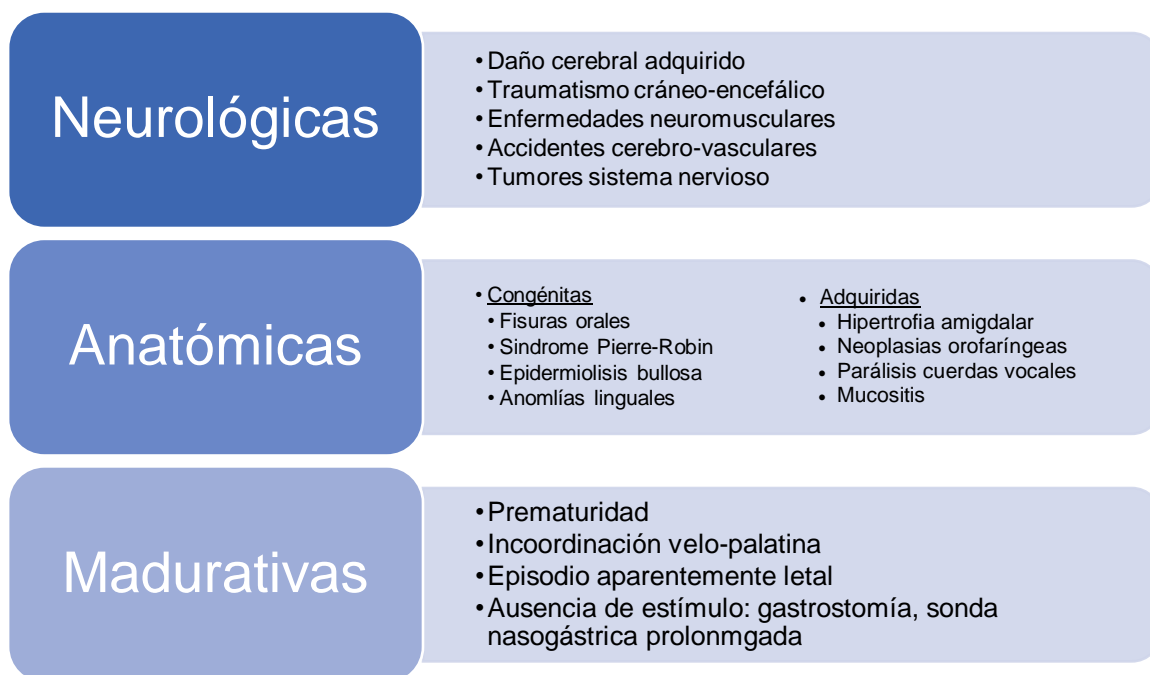 Neurológicas
• Daño cerebral adquirido
• Traumatismo cráneo-encefálico
• Enfermedades neuromusculares
• Accidentes cerebro-vasculares
• Tumores sistema nervioso
Anatómicas
• Congénitas
• Fisuras orales
• Sindrome Pierre-Robin
• Epidermiolisis bullosa
• Anomlías linguales
• Adquiridas
• Hipertrofia amigdalar
• Neoplasias orofaríngeas
• Parálisis cuerdas vocales
• Mucositis
Madurativas
• Prematuridad
• Incoordinación velo-palatina
• Episodio aparentemente letal
• Ausencia de estímulo: gastrostomía, sonda
nasogástrica prolonmgada